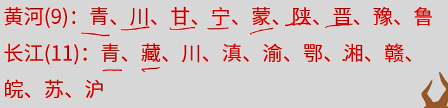 黄河(9)：青、川、甘、宁、蒙、陕、晋、豫、鲁
长江(11)：青、藏、川、滇、渝、鄂、湘、赣、
皖、苏、沪